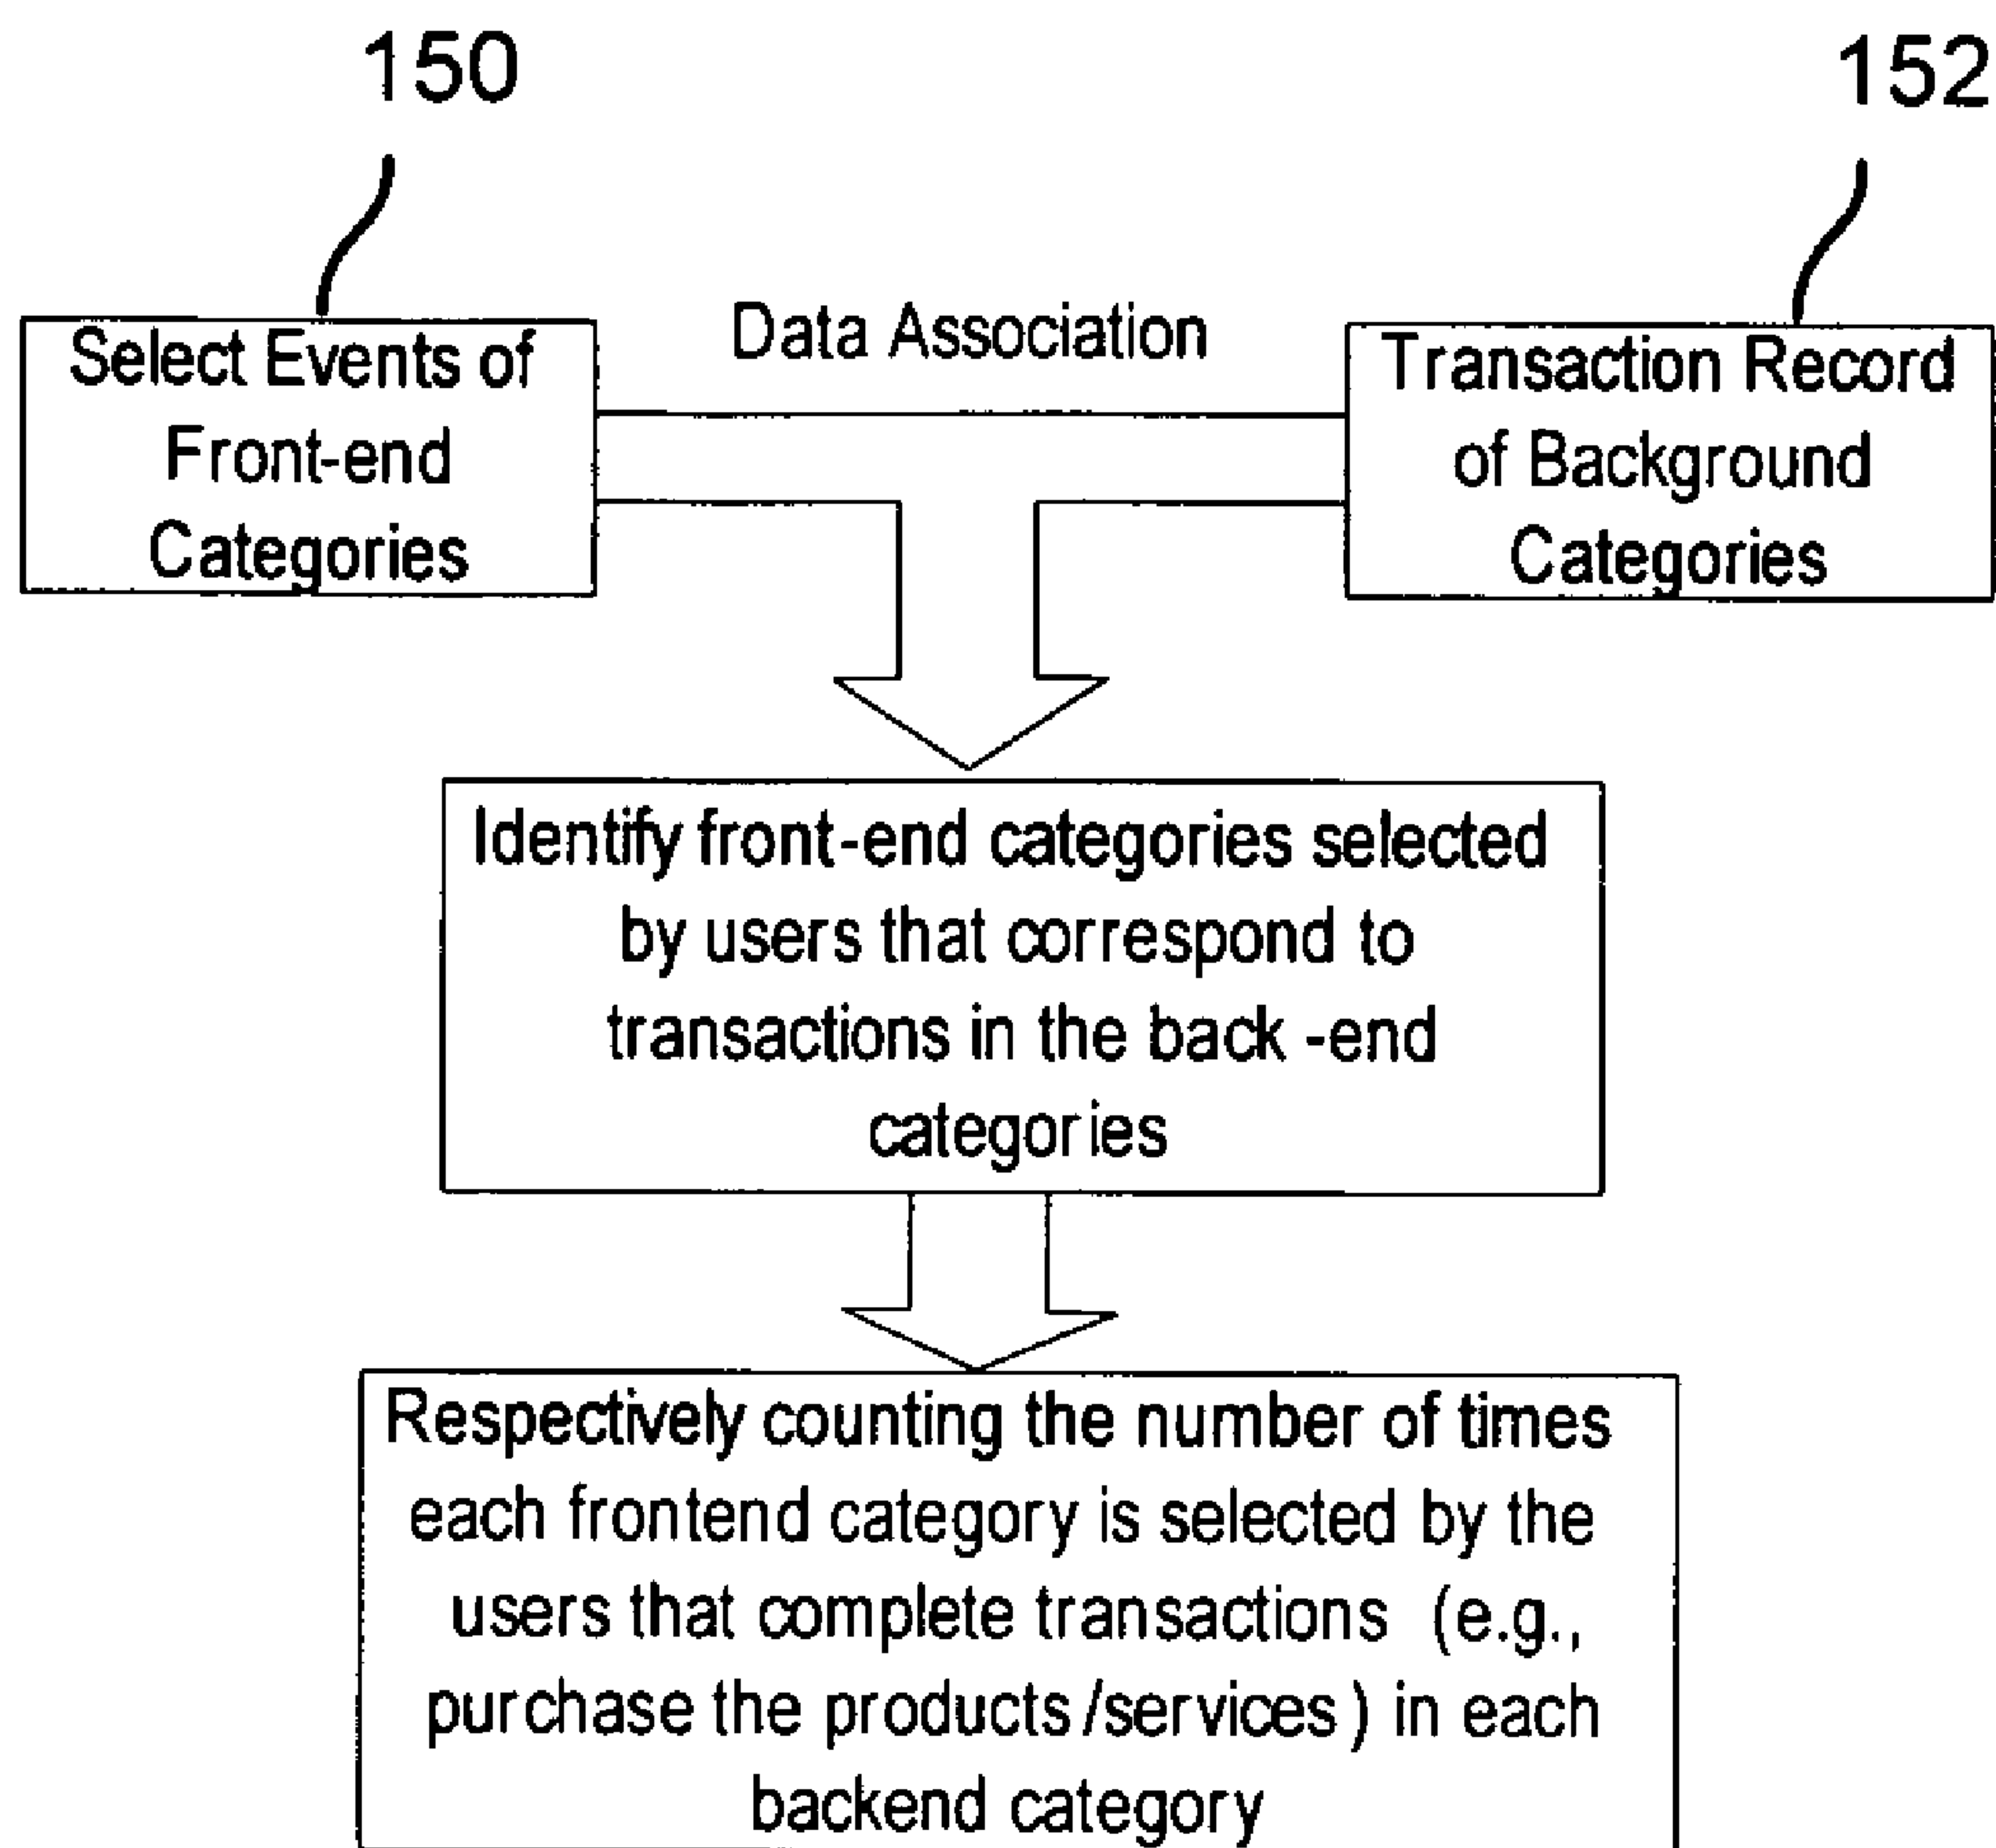 150
152
Select Events of
Front-end
Categories
Data Association
Transaction Record
of Background
Categories
Identify front-end categories selected
by users that correspond to
transactions in the back -end
categories
Respectively counting the number of times
each frontend category is selected by the
users that complete transactions (e.g.,
purchase the products/services) in each
backend category